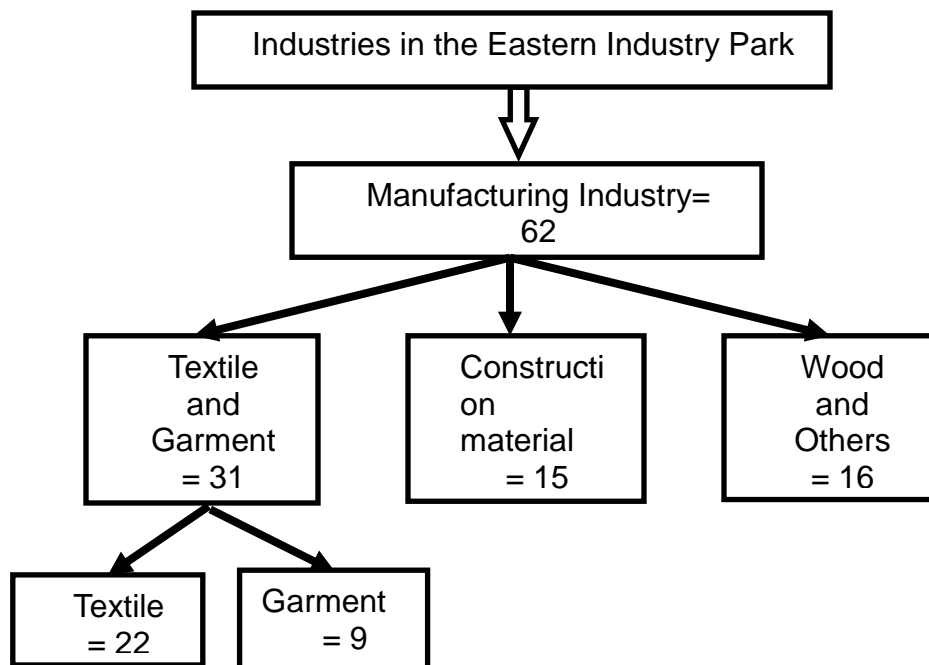 Industries in the Eastern Industry Park
Manufacturing Industry=
62
Textile
and
Garment
= 31
Constructi
on
material
= 15
Wood
and
Others
= 16
Textile
= 22
Garment
= 9